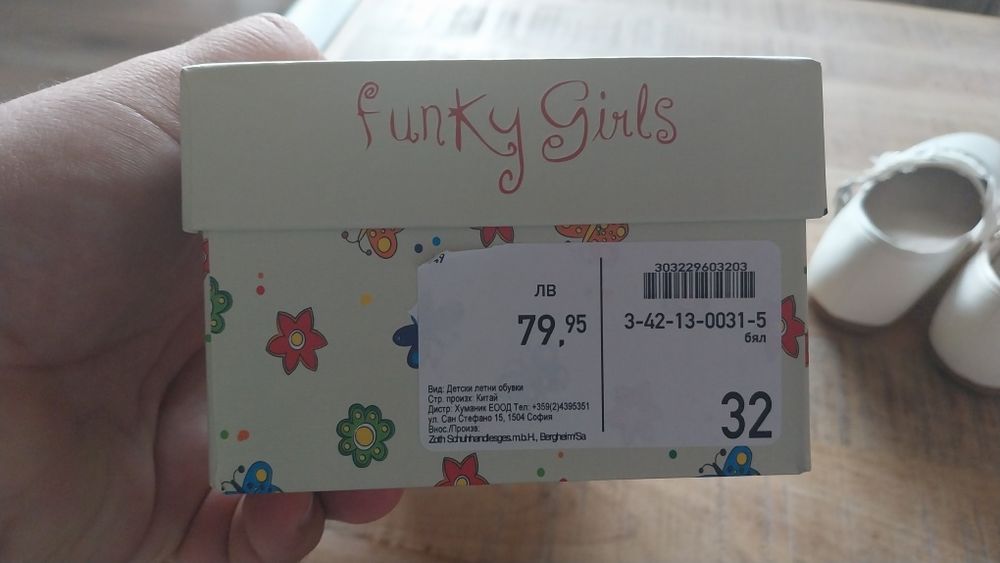 funky Girls
лв
79,95
Вид: Детски летни обувки
Стр. произх: Китай
Дистр: Хуманик ЕООД Тел: +359(2)4395351
ул. Сан Стефано 15, 1504 София
Внос./Произв:
Zoth Schuhhandlesges.m.b.H., Bergheim/Sa
303229603203
3-42-13-0031-5
бял
32